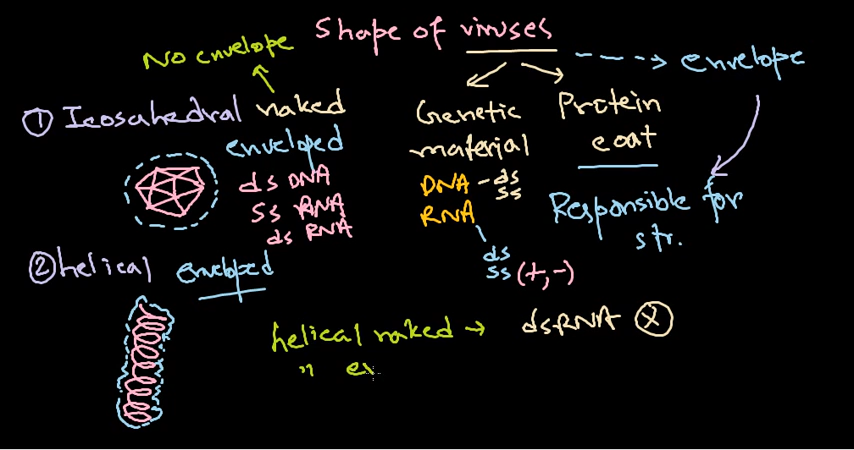 Shape of viruses
No envelope
envelope
① Icosahedral naked
enveloped
ds DNA
ss RNA
ds RNA
Genetic
material
DNA - ds
ss
RNA
ds
ss (+, -)
Protein
coat
Responsible for
str.
② helical enveloped
helical naked → dsRNA ⓧ
" en